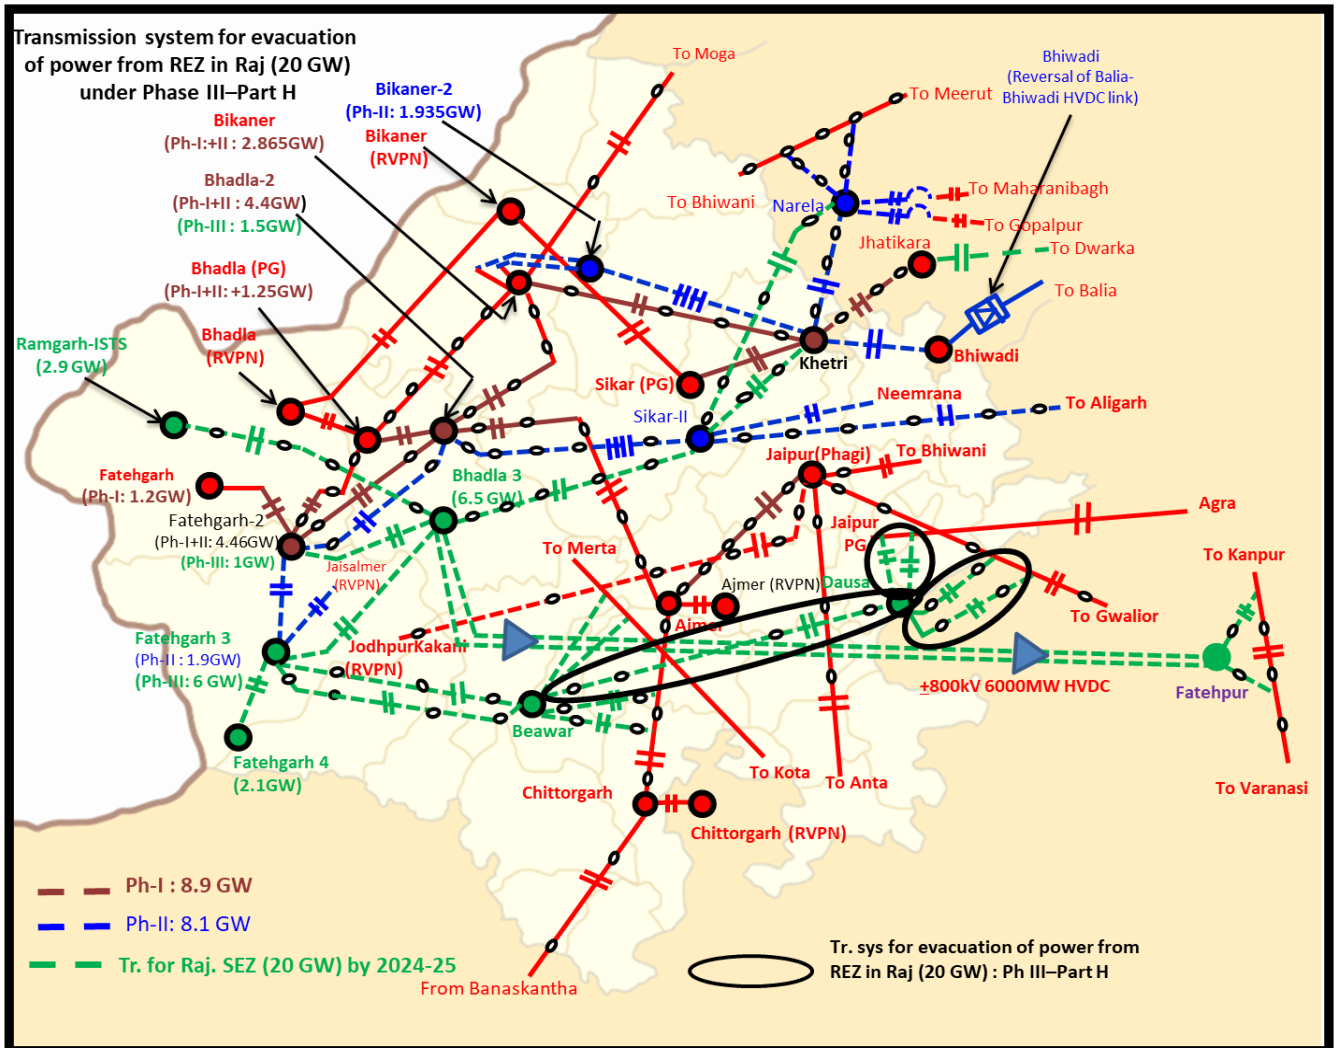 Transmission system for evacuation
of power from REZ in Raj (20 GW)
under Phase III–Part H
Bikaner
(Ph-I:+II : 2.865GW)
Bikaner-2
(Ph-II: 1.935GW)
Bikaner
(RVPN)
Bhadla-2
(Ph-I+II : 4.4GW)
(Ph-III : 1.5GW)
Bhadla (PG)
(Ph-I+II: +1.25GW)
Bhadla
(RVPN)
Ramgarh-ISTS
(2.9 GW)
To Moga
To Meerut
To Bhiwani
Bhiwadi
(Reversal of Balia-
Bhiwadi HVDC link)
Narela
To Maharanibagh
To Gopalpur
Jhatikara
To Dwarka
To Balia
Bhiwadi
Khetri
Sikar (PG)
Sikar-II
Neemrana
To Aligarh
Jaipur(Phagi)
To Bhiwani
Fatehgarh
(Ph-I: 1.2GW)
Bhadla 3
(6.5 GW)
Fatehgarh-2
(Ph-I+II: 4.46GW)
(Ph-III: 1GW)
Jaisalmer
(RVPN)
Jaipur
PG
Agra
To Merta
To Kanpur
Ajmer (RVPN)
Dausa
Ajmer
To Gwalior
Fatehgarh 3
(Ph-II : 1.9GW)
(Ph-III: 6 GW)
JodhpurKakani
(RVPN)
+800kV 6000MW HVDC
Fatehpur
Beawar
Fatehgarh 4
(2.1GW)
To Kota
To Anta
To Varanasi
Chittorgarh
Chittorgarh (RVPN)
Ph-I : 8.9 GW
Ph-II: 8.1 GW
Tr. for Raj. SEZ (20 GW) by 2024-25
Tr. sys for evacuation of power from
REZ in Raj (20 GW) : Ph III–Part H
From Banaskantha